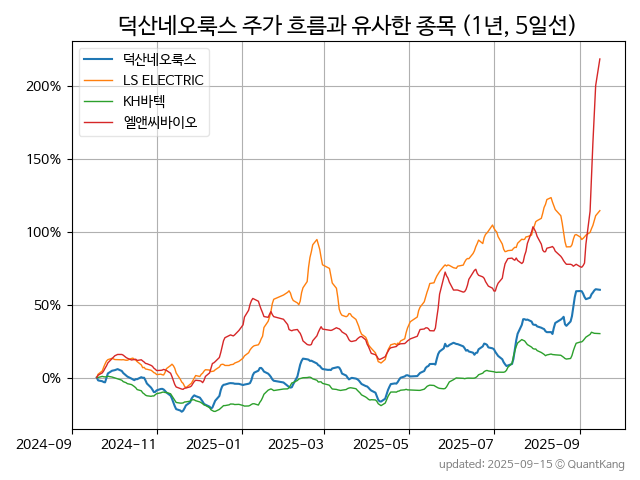 덕산네오룩스 주가 흐름과 유사한 종목 (1년, 5일선)
덕산네오룩스
LS ELECTRIC
KH바텍
엘앤씨바이오
200%
150%
100%
50%
0%
2024-09
2024-11
2025-01
2025-03
2025-05
2025-07
2025-09
updated: 2025-09-15 © QuantKang